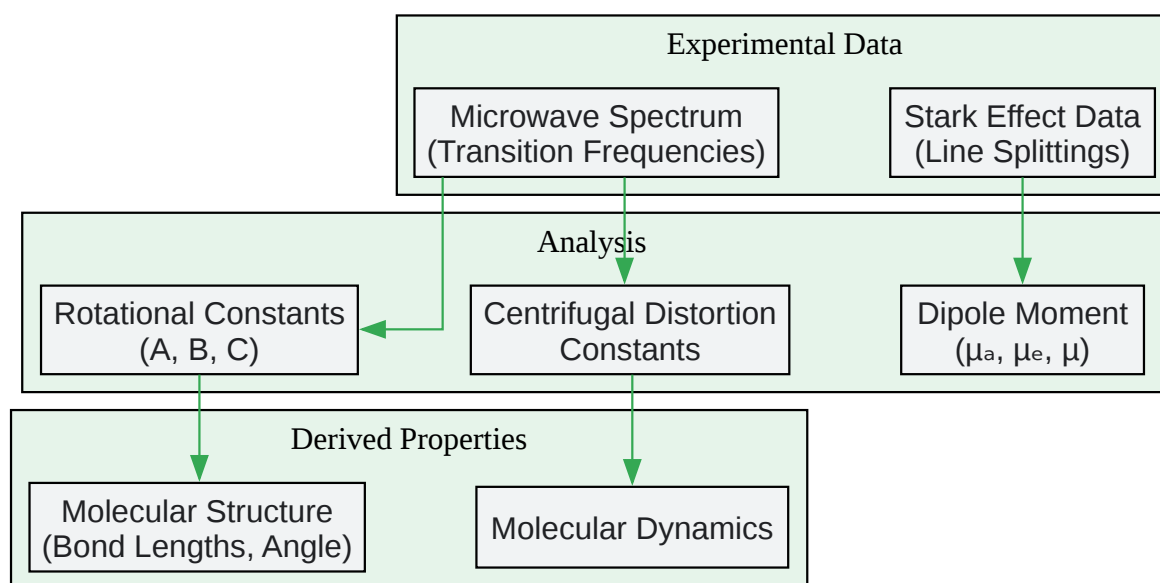 Experimental Data
Microwave Spectrum
(Transition Frequencies)
Stark Effect Data
(Line Splittings)
Analysis
Rotational Constants
(A, B, C)
Centrifugal Distortion
Constants
Dipole Moment
(μₐ, μₑ, μ)
Derived Properties
Molecular Structure
(Bond Lengths, Angle)
Molecular Dynamics